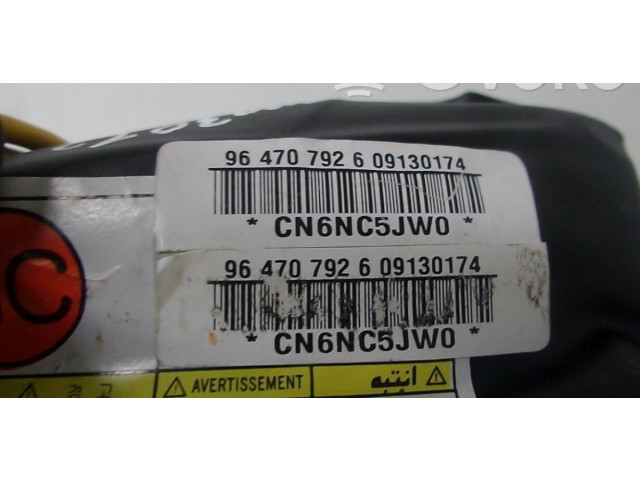 96 470 792 6 09130174
* CN6NC5JW0 *
96 470 792 6 09130174
* CN6NC5JW0 *
C
AVERTISSEMENT
انتبه